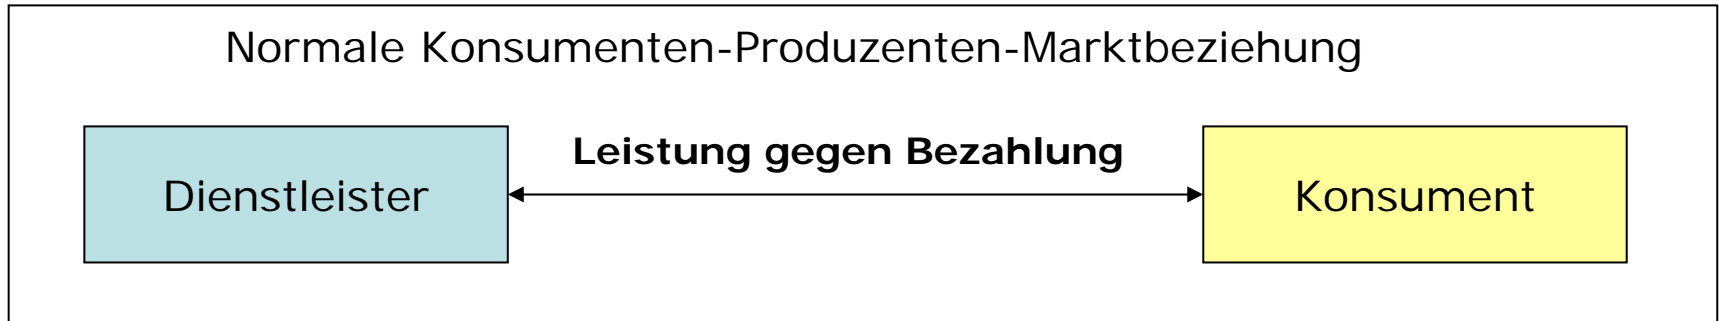 Normale Konsumenten-Produzenten-Marktbeziehung
Leistung gegen Bezahlung
Dienstleister
Konsument